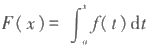 F(x) = ∫ₐˣ f(t)dt